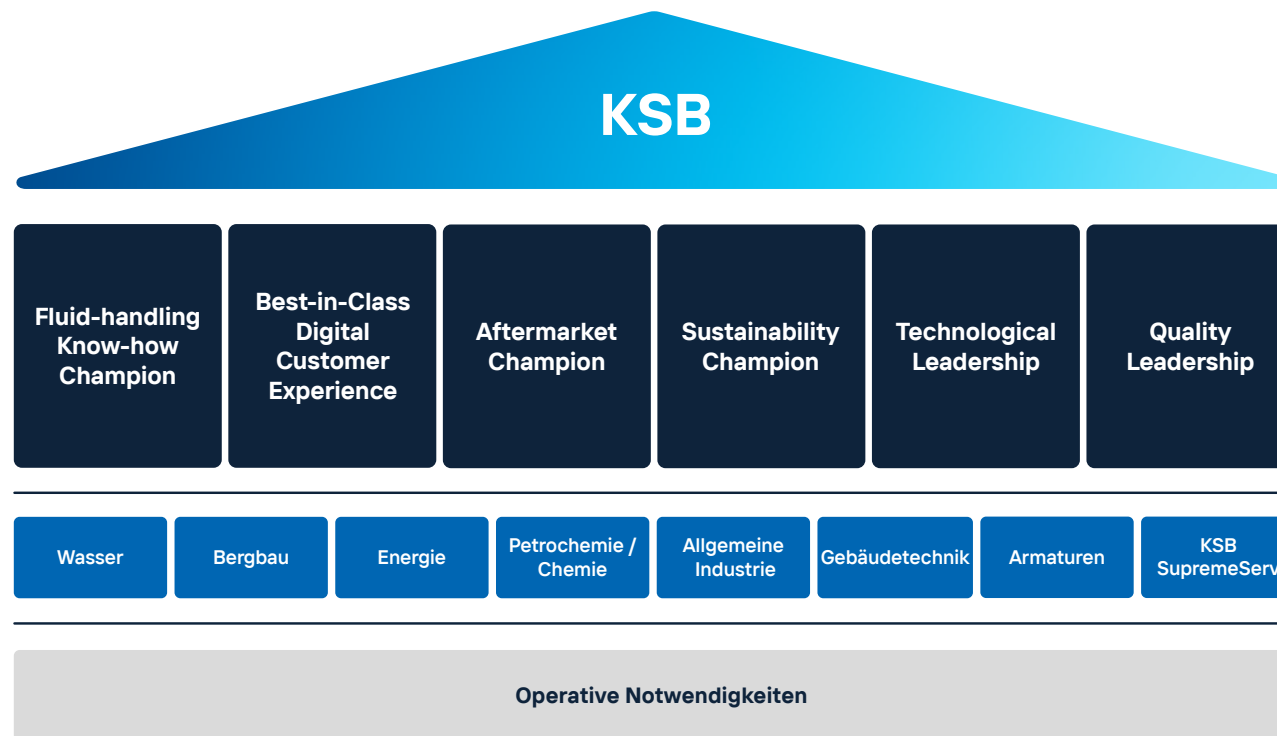 KSB
Fluid-handling
Know-how
Champion
Best-in-Class
Digital
Customer
Experience
Aftermarket
Champion
Sustainability
Champion
Technological
Leadership
Quality
Leadership
Wasser
Bergbau
Energie
Petrochemie /
Chemie
Allgemeine
Industrie
Gebäudetechnik
Armaturen
KSB
SupremeServ
Operative Notwendigkeiten